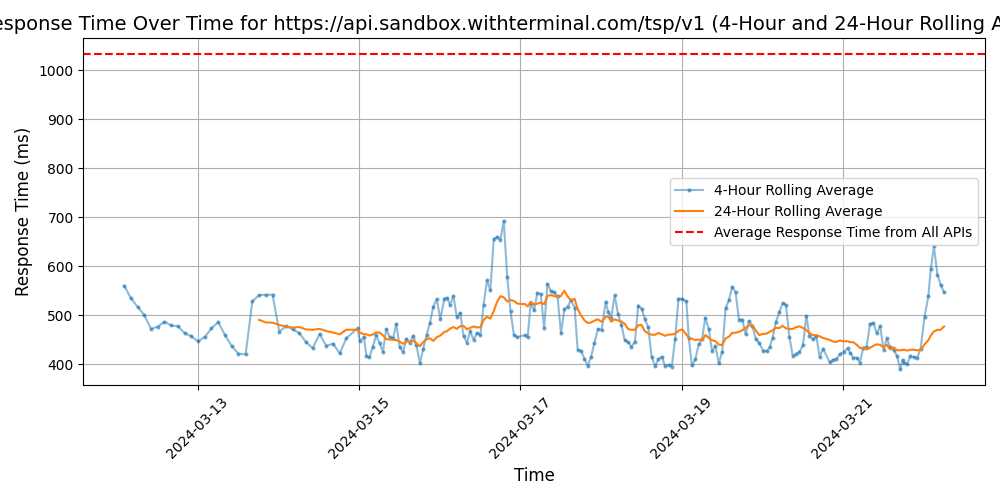 esponse Time Over Time for https://api.sandbox.withterminal.com/tsp/v1 (4-Hour and 24-Hour Rolling A
Response Time (ms)
1000
900
800
700
600
500
400
4-Hour Rolling Average
24-Hour Rolling Average
Average Response Time from All APIs
2024-03-13
2024-03-15
2024-03-17
2024-03-19
2024-03-21
Time